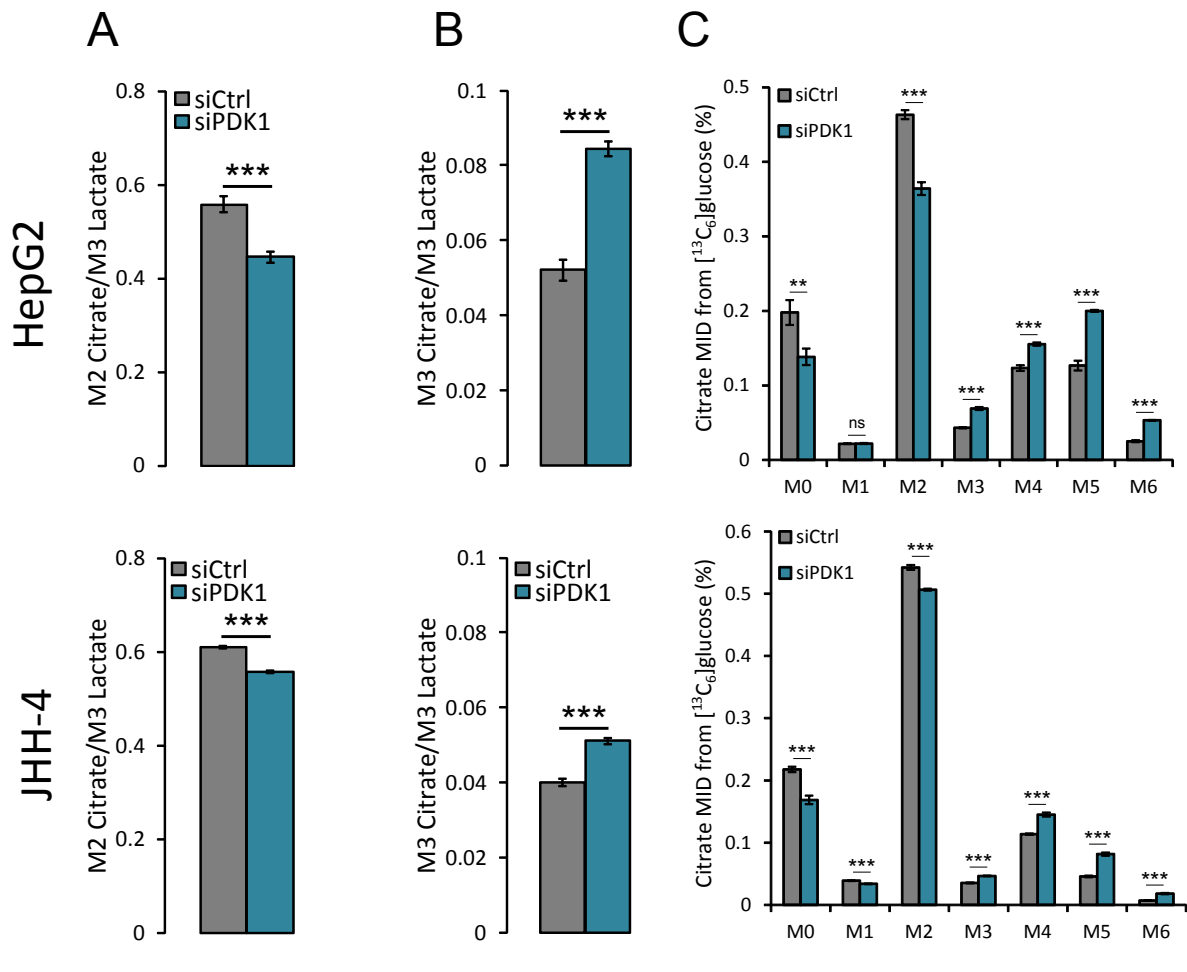 A
B
C
HepG2
M2 Citrate/M3 Lactate
0.8
0.6
0.4
0.2
0
siCtrl
siPDK1
***
M3 Citrate/M3 Lactate
0.1
0.08
0.06
0.04
0.02
0
***
Citrate MID from [¹³C₆]glucose (%)
0.5
0.4
0.3
0.2
0.1
0
siCtrl
siPDK1
**
ns
***
***
***
***
***
M0 M1 M2 M3 M4 M5 M6
JHH-4
M2 Citrate/M3 Lactate
0.8
0.6
0.4
0.2
0
siCtrl
siPDK1
***
M3 Citrate/M3 Lactate
0.1
0.08
0.06
0.04
0.02
0
siCtrl
siPDK1
***
Citrate MID from [¹³C₆]glucose (%)
0.6
0.5
0.4
0.3
0.2
0.1
0
siCtrl
siPDK1
***
***
***
***
***
***
***
M0 M1 M2 M3 M4 M5 M6